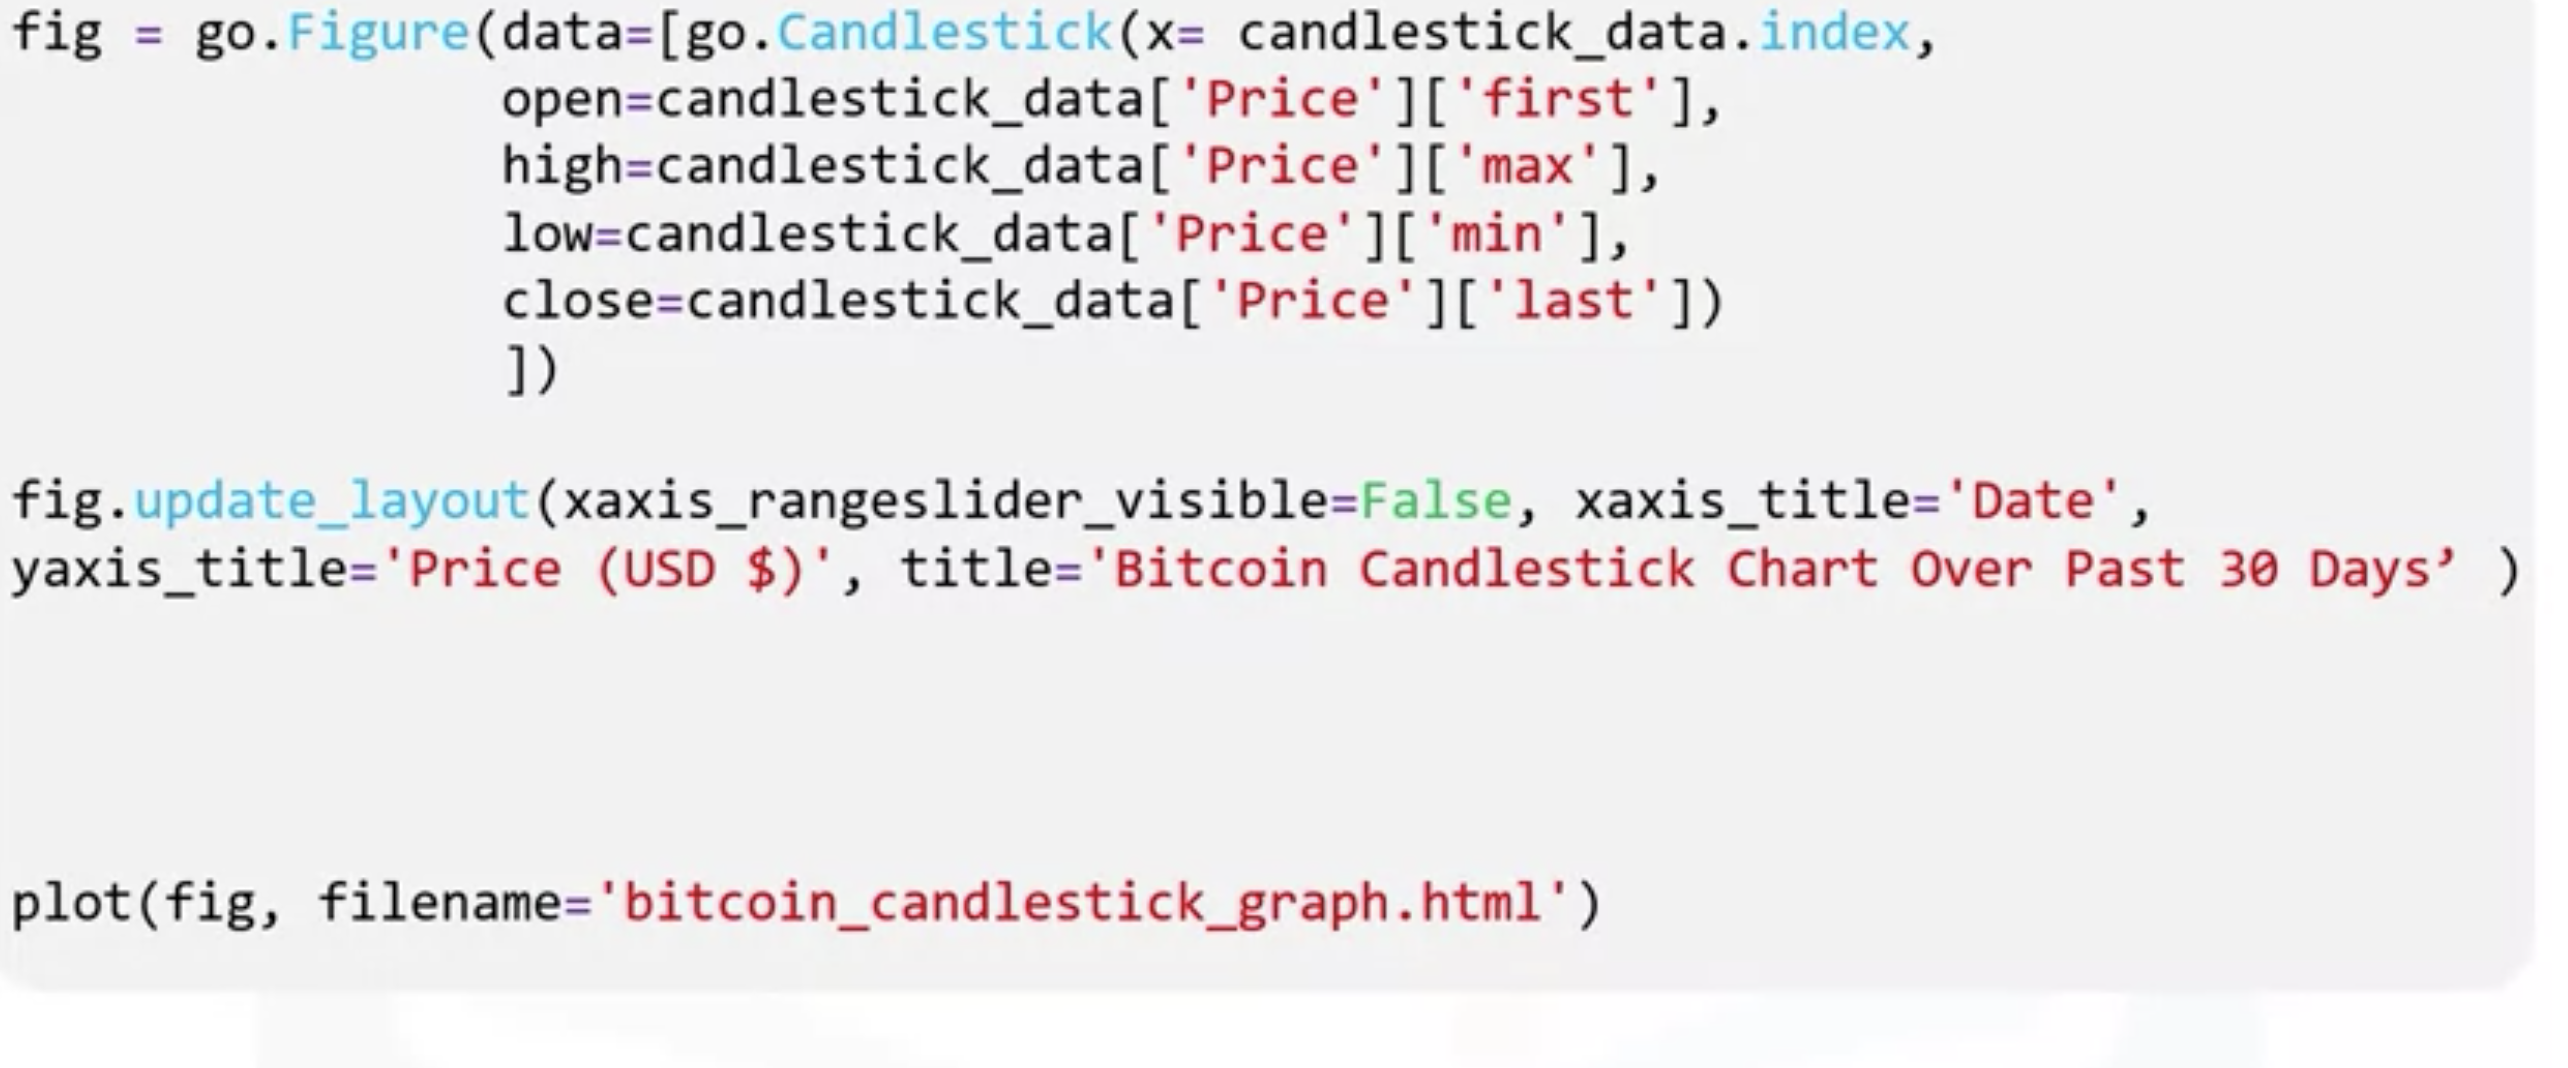 fig = go.Figure(data=[go.Candlestick(x= candlestick_data.index,
open=candlestick_data['Price']['first'],
high=candlestick_data['Price']['max'],
low=candlestick_data['Price']['min'],
close=candlestick_data['Price']['last'])
])
fig.update_layout(xaxis_rangeslider_visible=False, xaxis_title='Date',
yaxis_title='Price (USD $)', title='Bitcoin Candlestick Chart Over Past 30 Days’ )
plot(fig, filename='bitcoin_candlestick_graph.html')